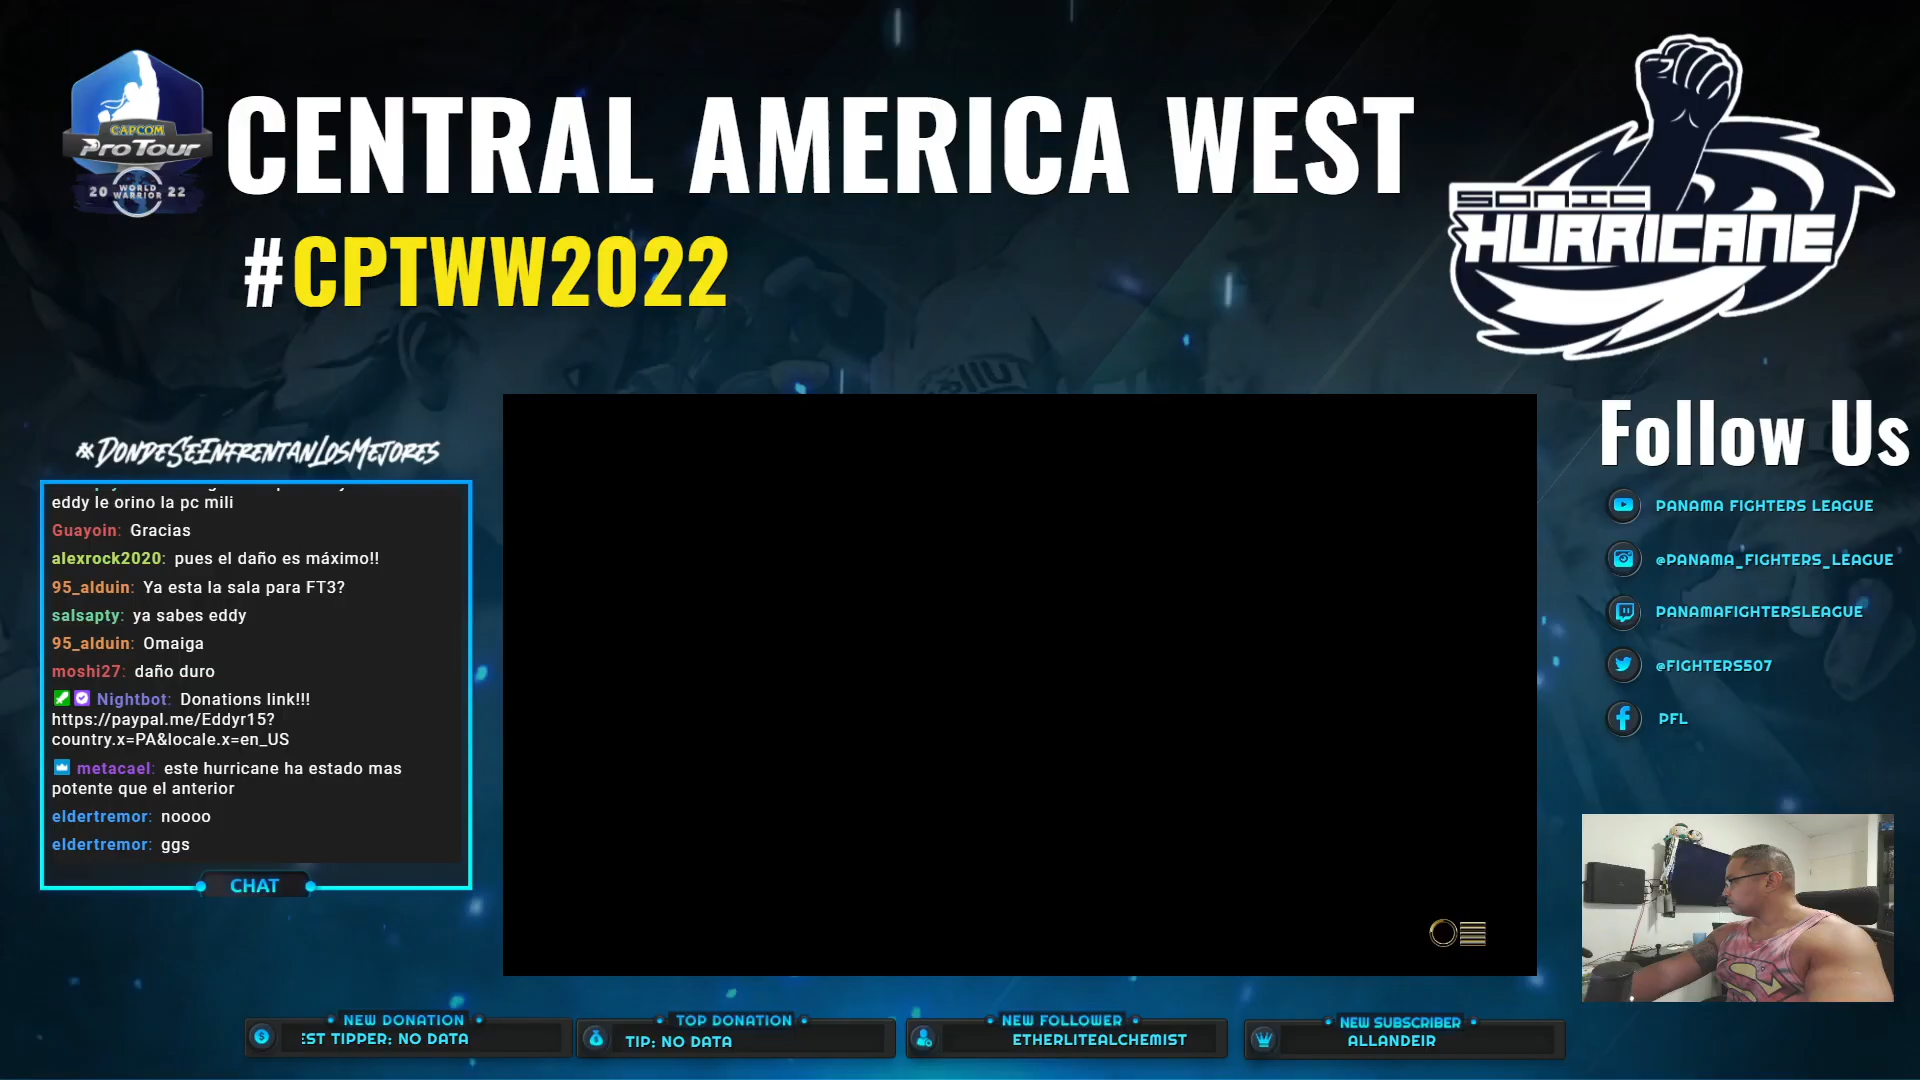 CAPCOM
Pro Tour
20 WORLD WARRIOR 22
CENTRAL AMERICA WEST
#CPTWW2022
SONIC
HURRICANE
#DONDESEENFRENTANLOSMEJORES
eddy le orino la pc mili
Guayoin: Gracias
alexrock2020: pues el daño es máximo!!
95_alduin: Ya esta la sala para FT3?
salsapty: ya sabes eddy
95_alduin: Omaiga
moshi27: daño duro
Nightbot: Donations link!!!
https://paypal.me/Eddyr15?
country.x=PA&locale.x=en_US
metacael: este hurricane ha estado mas
potente que el anterior
eldertremor: noooo
eldertremor: ggs
CHAT
Follow Us
PANAMA FIGHTERS LEAGUE
@PANAMA_FIGHTERS_LEAGUE
PANAMAFIGHTERSLEAGUE
@FIGHTERS507
PFL
NEW DONATION
EST TIPPER: NO DATA
TOP DONATION
TIP: NO DATA
NEW FOLLOWER
ETHERLITEALCHEMIST
NEW SUBSCRIBER
ALLANDEIR